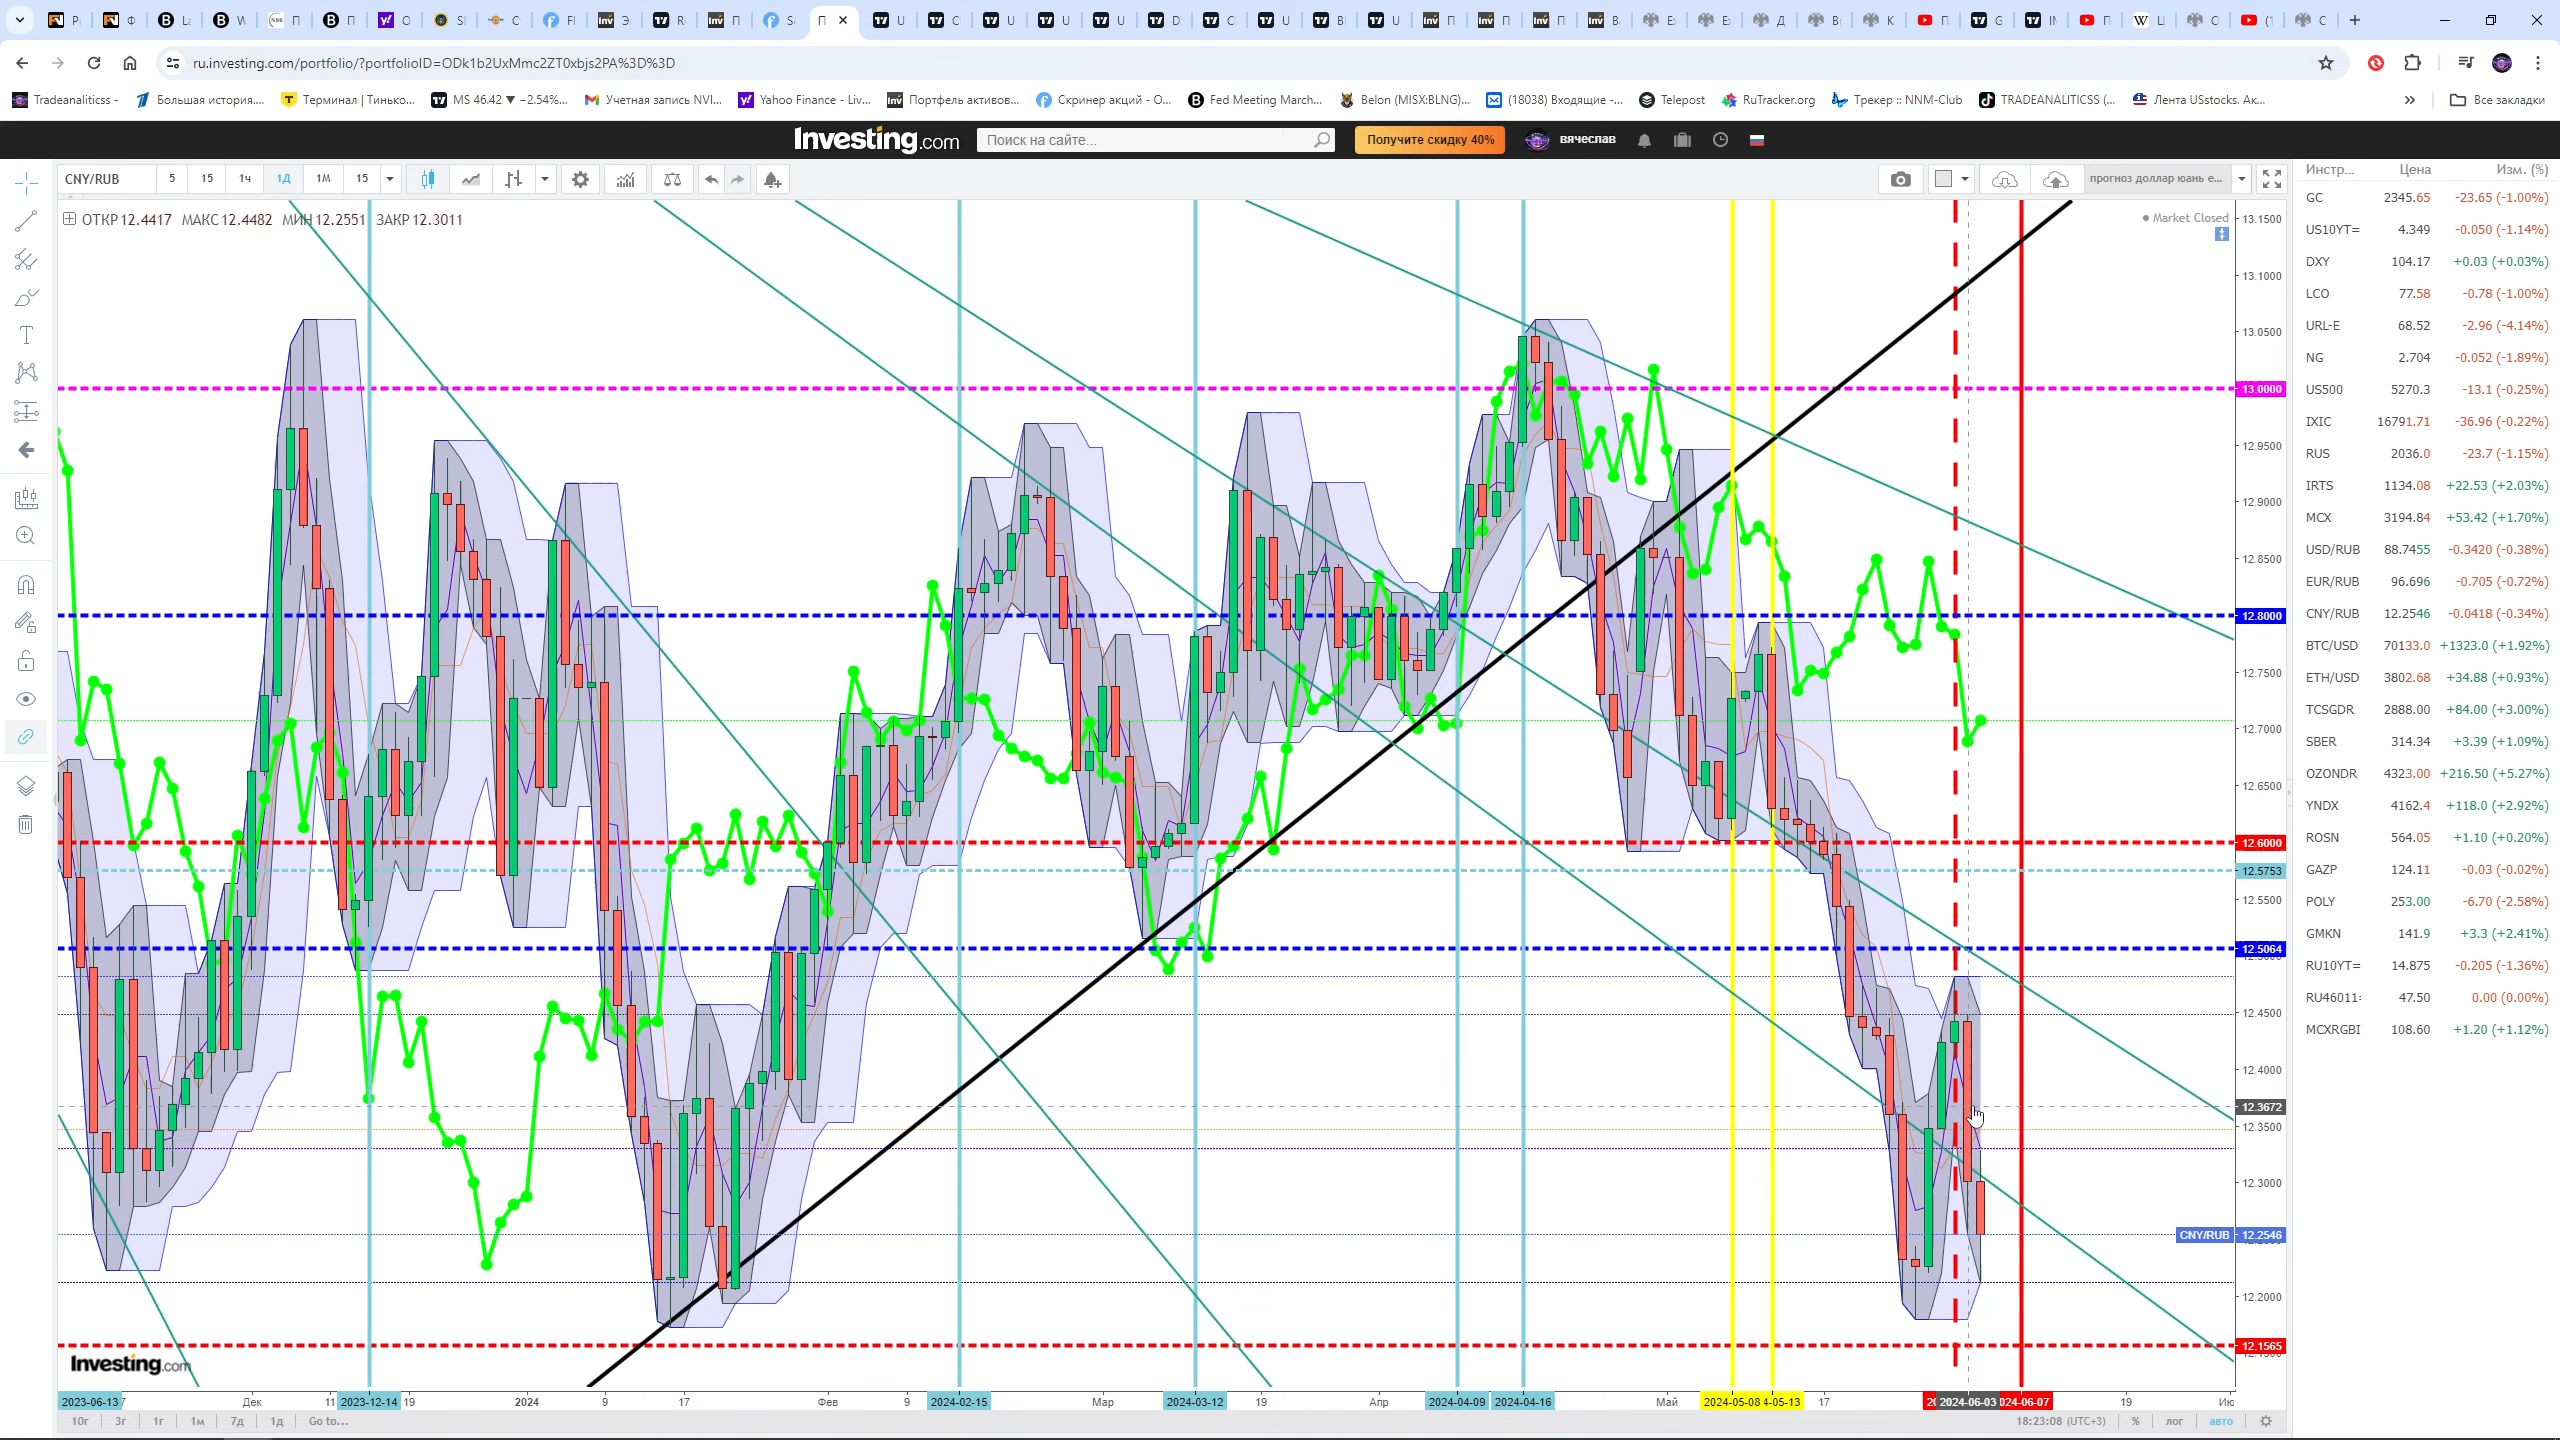 ru.investing.com/portfolio/?portfolioID=ODk1b2UxMmc2ZT0xbjs2PA%3D%3D
Tradeanaliticss -
Большая история....
Терминал | Тинько...
MS 46.42 ▼ −2.54%...
Учетная запись NVI...
Yahoo Finance - Liv...
Портфель активов...
Скринер акций - О...
Fed Meeting March...
Belon (MISX:BLNG)...
(18038) Входящие -...
Telepost
RuTracker.org
Трекер :: NNM-Club
TRADEANALITICSS (...
Лента USstocks. Ак...
Все закладки
Investing.com
Поиск на сайте...
Получите скидку 40%
вячеслав
CNY/RUB 5 15 1ч 1Д 1М 15
прогноз доллар юань е...
ОТКР 12.4417 МАКС 12.4482 МИН 12.2551 ЗАКР 12.3011
Market Closed
13.1500
13.1000
13.0500
13.0000
12.9500
12.9000
12.8500
12.8000
12.7500
12.7000
12.6500
12.6000
12.5753
12.5500
12.5064
12.4500
12.4000
12.3672
12.3500
12.3000
CNY/RUB 12.2546
12.2000
12.1565
Investing.com
2023-06-13 Дек 11 2023-12-14 19 2024 9 17 Фев 9 2024-02-15 Мар 2024-03-12 19 Апр 2024-04-09 2024-04-16 Май 2024-05-08 17 2024-06-03 19
10г 3г 1г 1м 7д 1д Go to...
18:23:08 (UTC+3) % лог авто
Инстр... Цена Изм. (%)
GC 2345.65 -23.65 (-1.00%)
US10YT= 4.349 -0.050 (-1.14%)
DXY 104.17 +0.03 (+0.03%)
LCO 77.58 -0.78 (-1.00%)
URL-E 68.52 -2.96 (-4.14%)
NG 2.704 -0.052 (-1.89%)
US500 5270.3 -13.1 (-0.25%)
IXIC 16791.71 -36.96 (-0.22%)
RUS 2036.0 -23.7 (-1.15%)
IRTS 1134.08 +22.53 (+2.03%)
MCX 3194.84 +53.42 (+1.70%)
USD/RUB 88.7455 -0.3420 (-0.38%)
EUR/RUB 96.696 -0.705 (-0.72%)
CNY/RUB 12.2546 -0.0418 (-0.34%)
BTC/USD 70133.0 +1323.0 (+1.92%)
ETH/USD 3802.68 +34.88 (+0.93%)
TCSGDR 2888.00 +84.00 (+3.00%)
SBER 314.34 +3.39 (+1.09%)
OZONDR 4323.00 +216.50 (+5.27%)
YNDX 4162.4 +118.0 (+2.92%)
ROSN 564.05 +1.10 (+0.20%)
GAZP 124.11 -0.03 (-0.02%)
POLY 253.00 -6.70 (-2.58%)
GMKN 141.9 +3.3 (+2.41%)
RU10YT= 14.875 -0.205 (-1.36%)
RU46011: 47.50 0.00 (0.00%)
MCXRGBI 108.60 +1.20 (+1.12%)